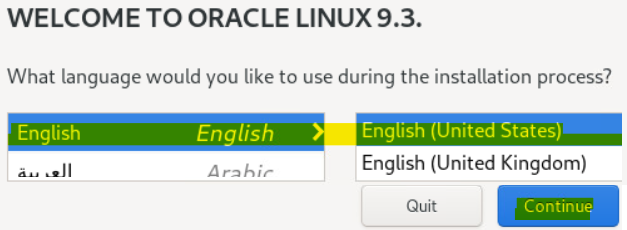 WELCOME TO ORACLE LINUX 9.3.
What language would you like to use during the installation process?
English English English (United States)
العربية Arabic English (United Kingdom)
Quit Continue